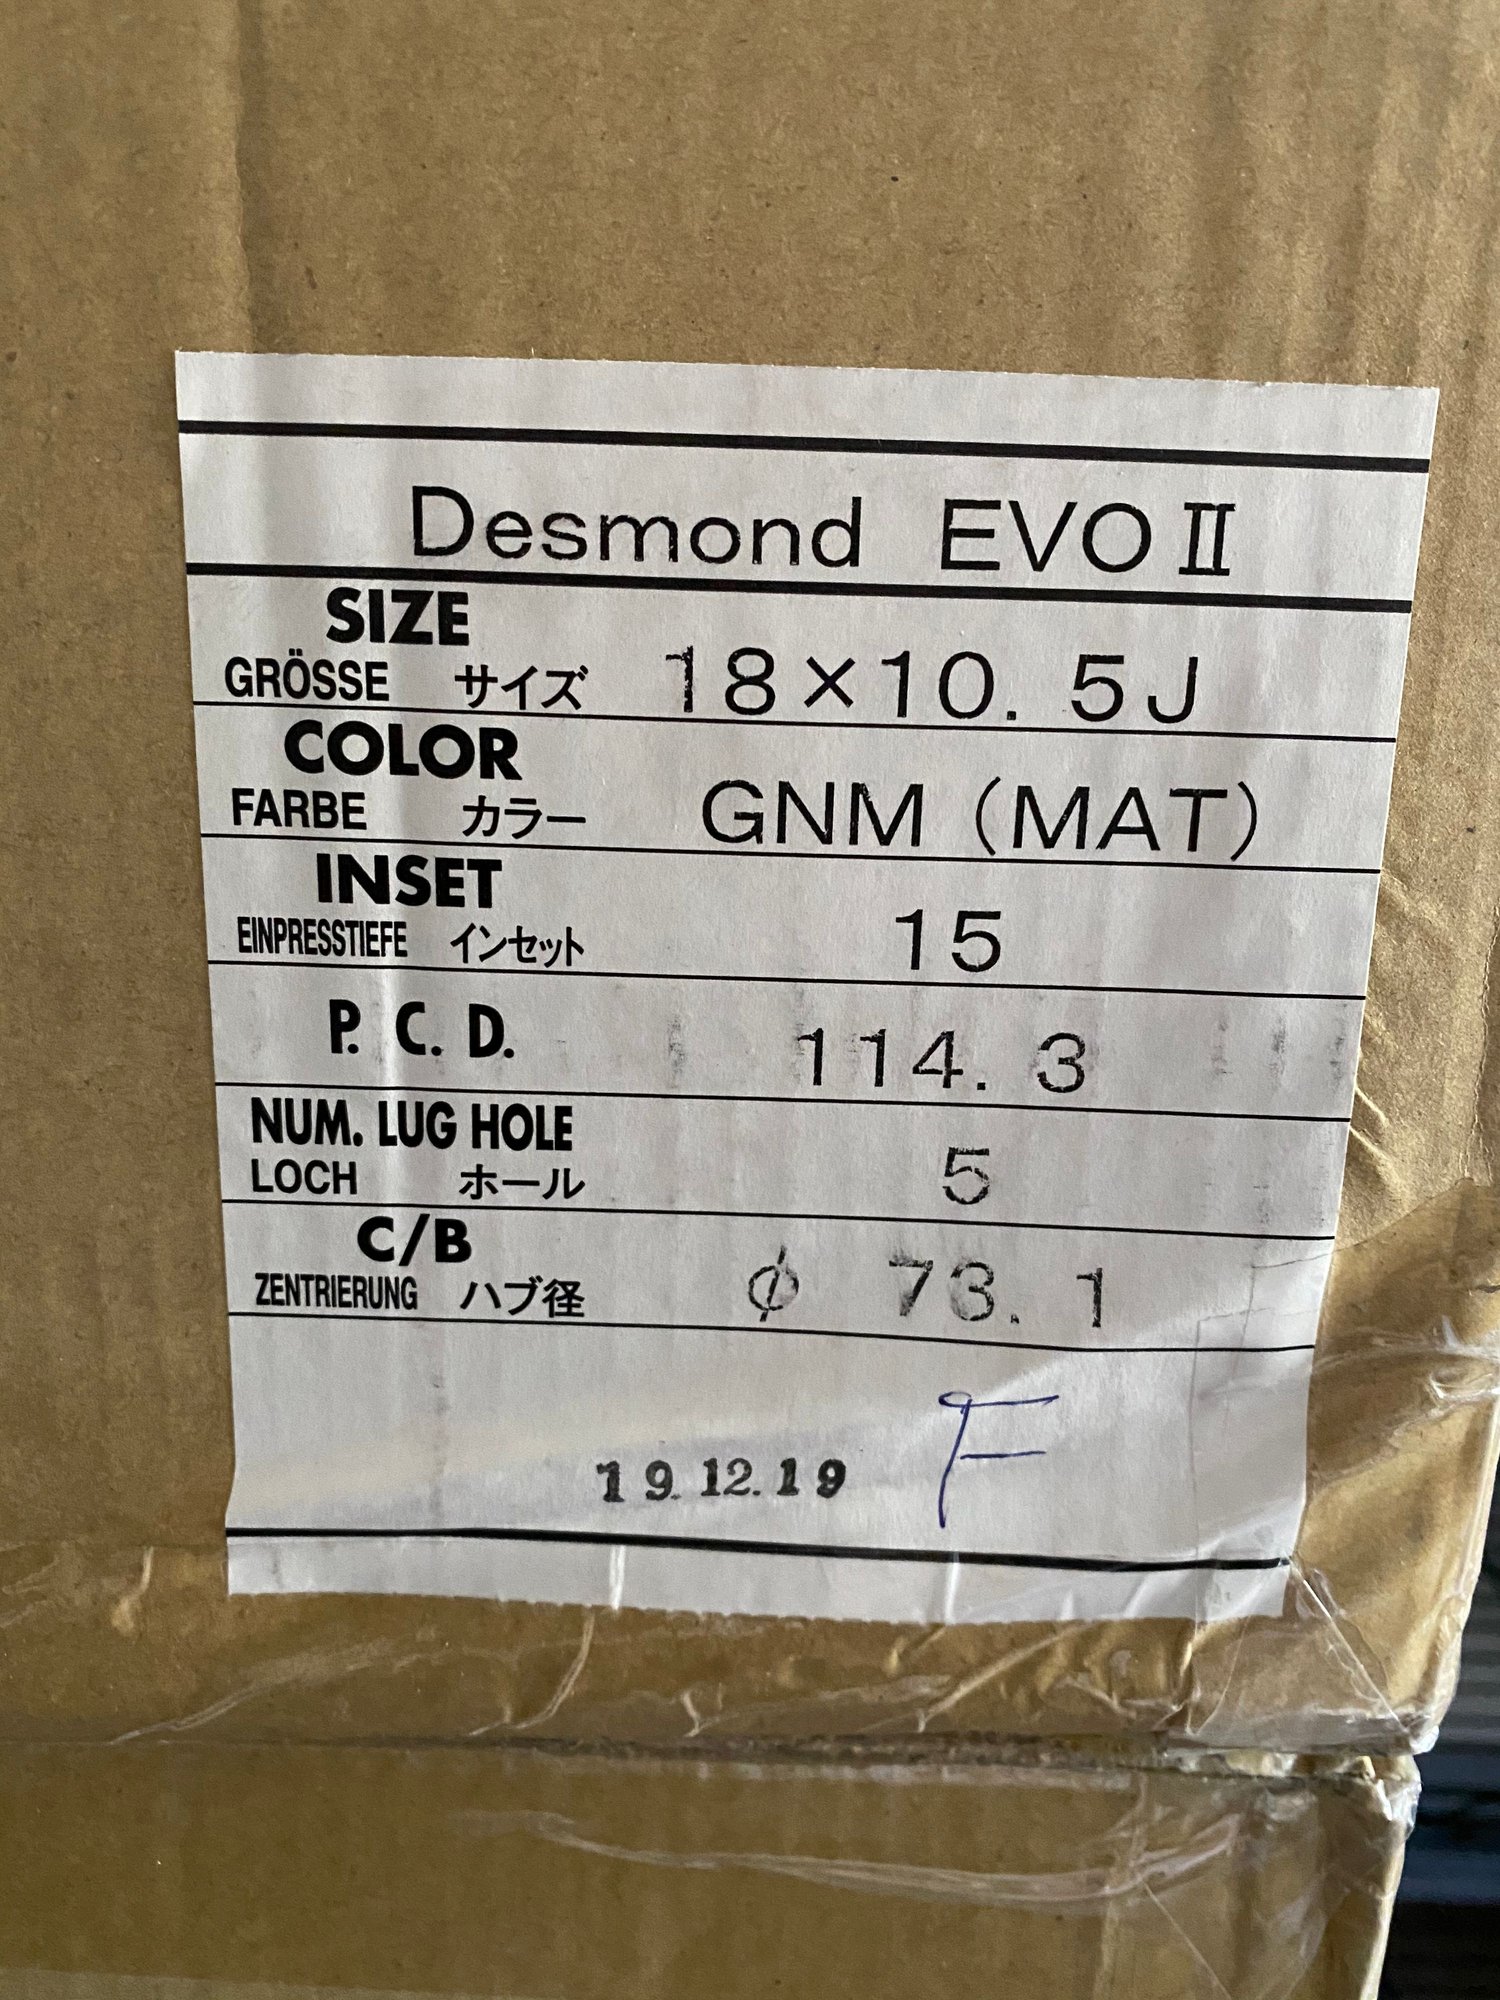 Desmond EVOⅡ
SIZE
GRÖSSE サイズ 18×10.5J
COLOR
FARBE カラー GNM (MAT)
INSET
EINPRESSTIEFE インセット 15
P. C. D. 114.3
NUM. LUG HOLE
LOCH ホール 5
C/B
ZENTRIERUNG ハブ径 φ 73.1
19.12.19 F